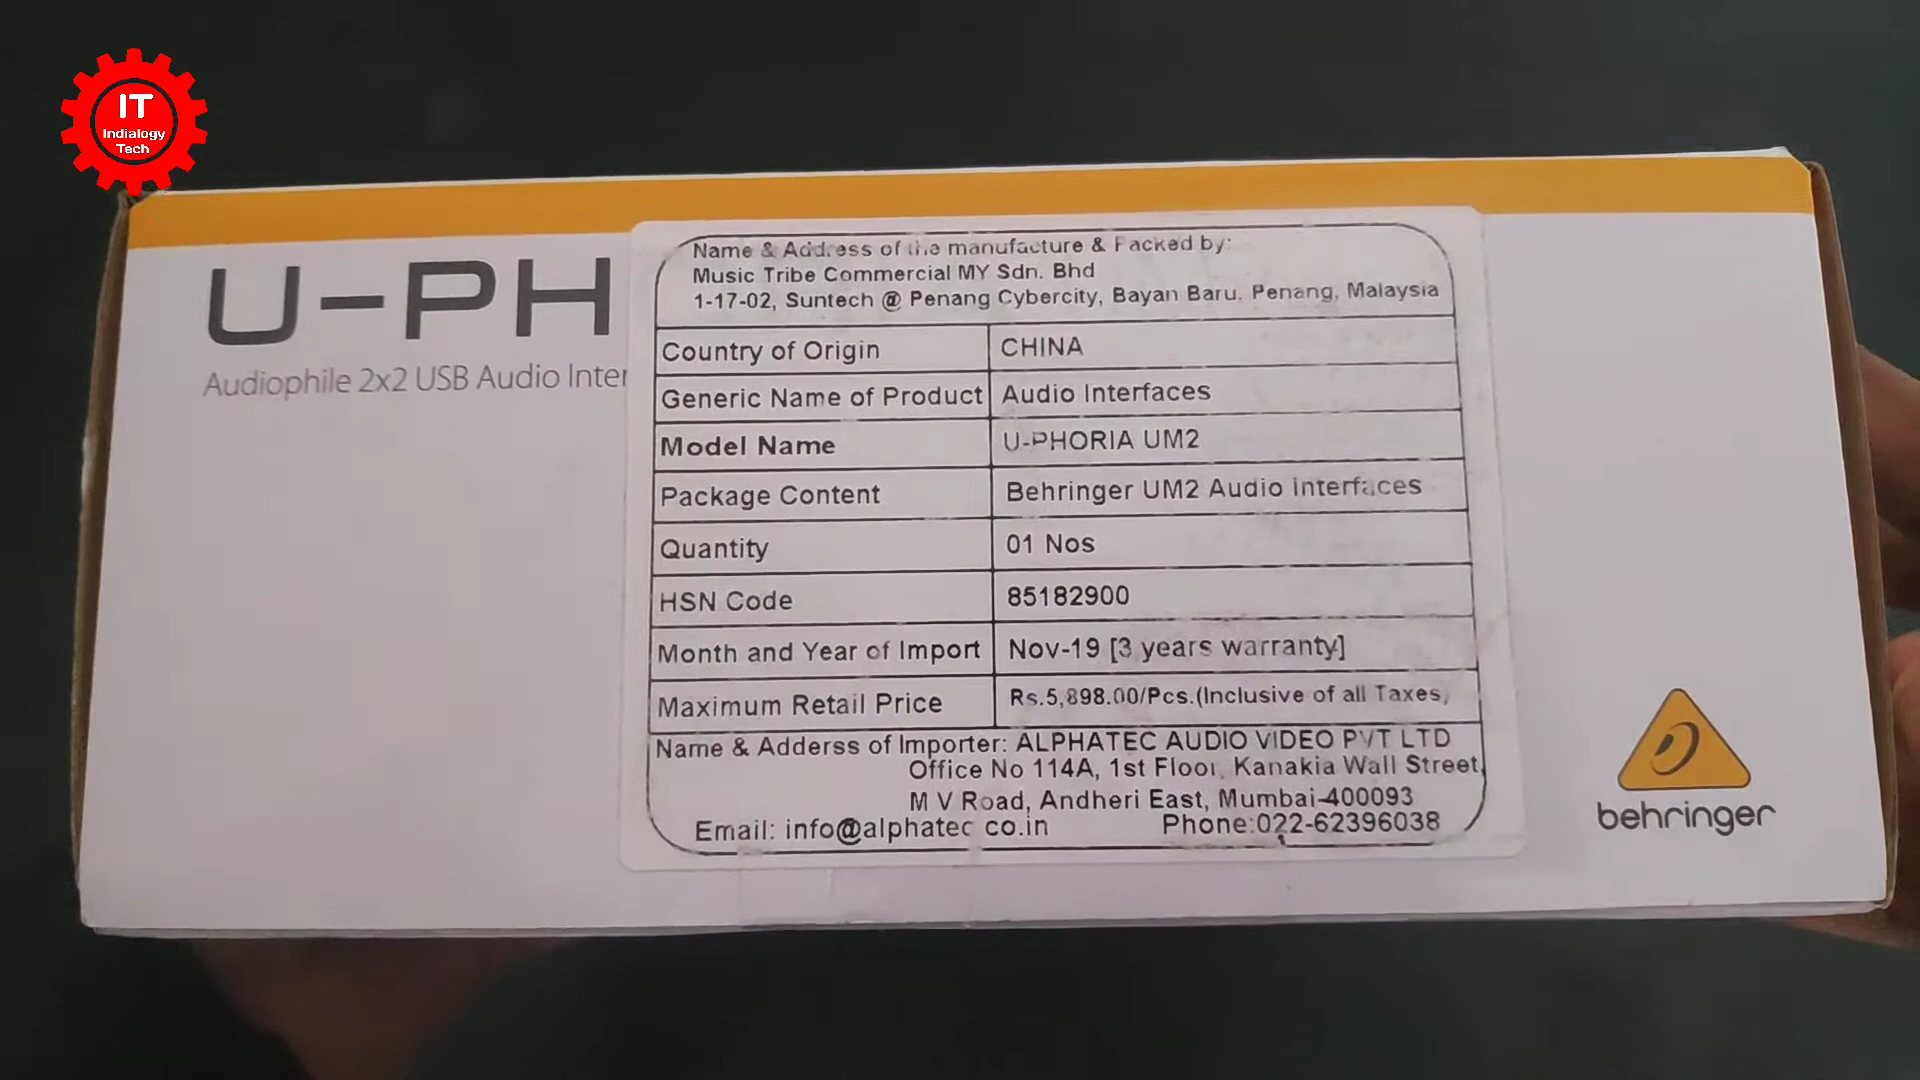 IT
Indialogy
Tech
U-PH
Audiophile 2x2 USB Audio Inter
Name & Address of the manufacture & Packed by:
Music Tribe Commercial MY Sdn. Bhd
1-17-02, Suntech @ Penang Cybercity, Bayan Baru, Penang, Malaysia
Country of Origin CHINA
Generic Name of Product Audio Interfaces
Model Name U-PHORIA UM2
Package Content Behringer UM2 Audio interfaces
Quantity 01 Nos
HSN Code 85182900
Month and Year of Import Nov-19 [3 years warranty]
Maximum Retail Price Rs.5,898.00/Pcs.(Inclusive of all Taxes,
Name & Adderss of Importer: ALPHATEC AUDIO VIDEO PVT LTD
Office No 114A, 1st Floor, Kanakia Wall Street,
M V Road, Andheri East, Mumbai-400093
Email: info@alphatec co.in Phone:022-62396038
behringer